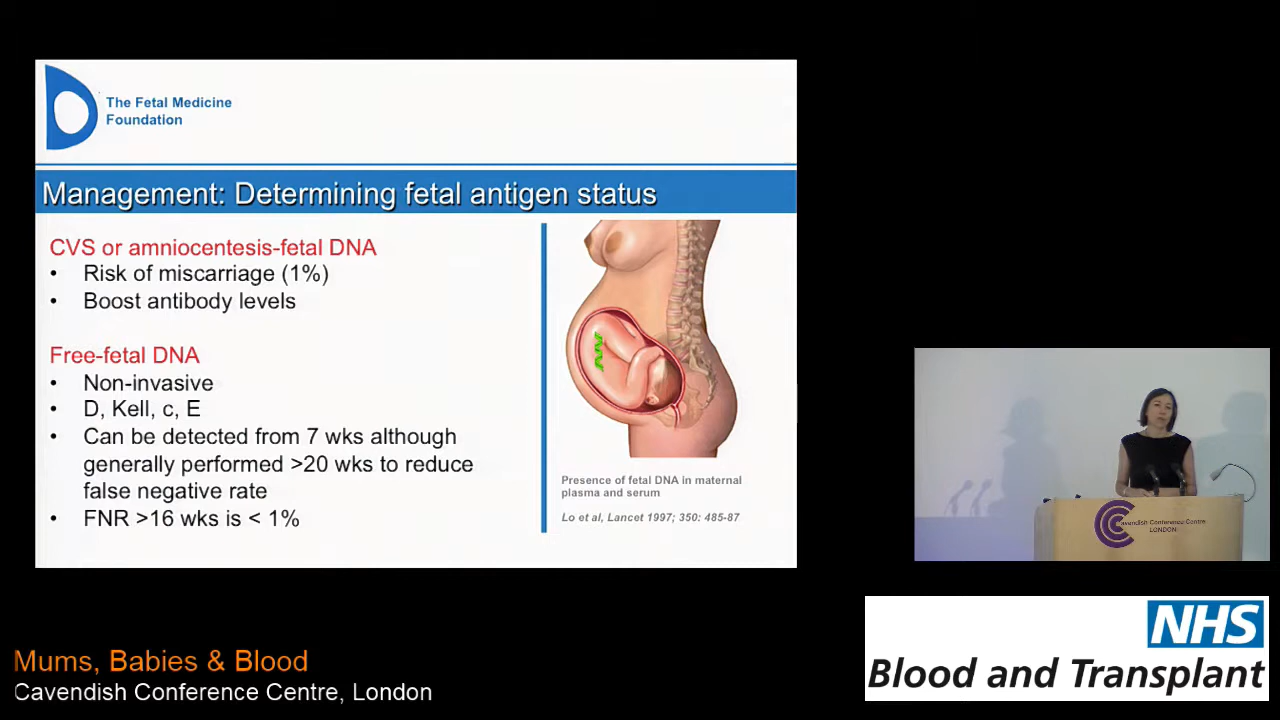 The Fetal Medicine
Foundation
Management: Determining fetal antigen status
CVS or amniocentesis-fetal DNA
• Risk of miscarriage (1%)
• Boost antibody levels
Free-fetal DNA
• Non-invasive
• D, Kell, c, E
• Can be detected from 7 wks although
generally performed >20 wks to reduce
false negative rate
• FNR >16 wks is < 1%
Presence of fetal DNA in maternal
plasma and serum
Lo et al, Lancet 1997; 350: 485-87
Cavendish Conference Centre
LONDON
NHS
Blood and Transplant
Mums, Babies & Blood
Cavendish Conference Centre, London